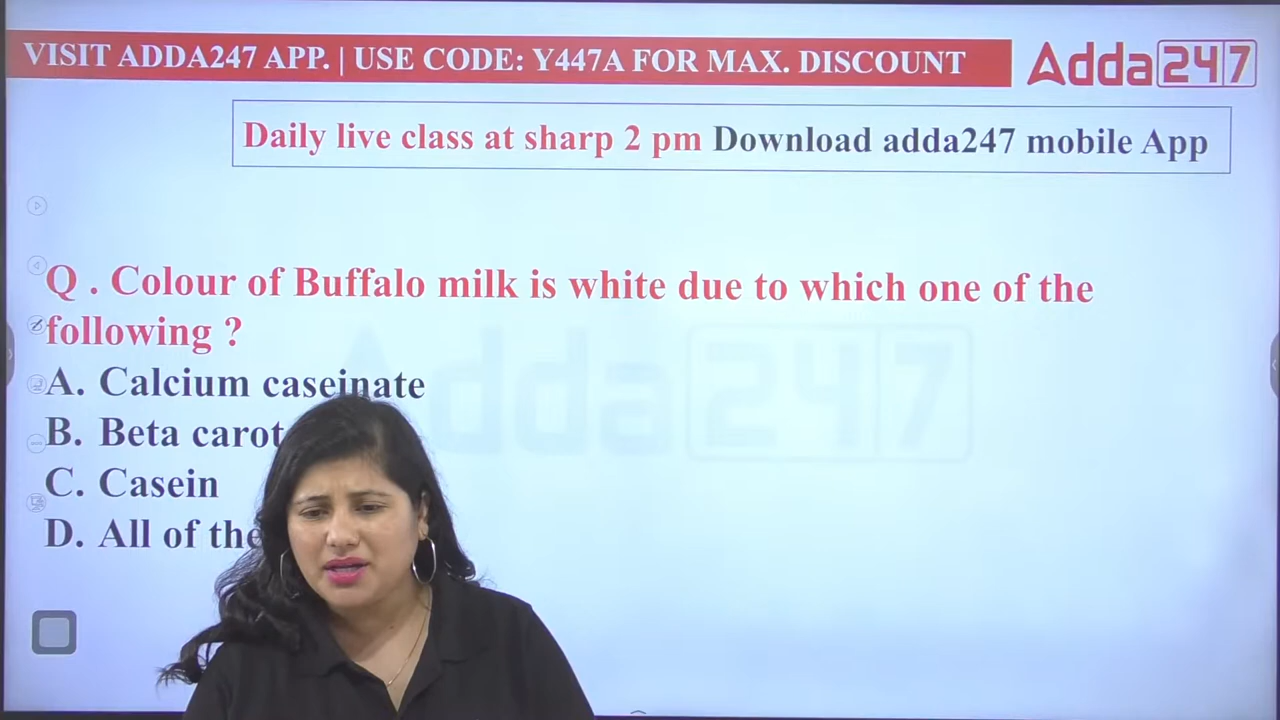 VISIT ADDA247 APP. | USE CODE: Y447A FOR MAX. DISCOUNT
Adda247
Daily live class at sharp 2 pm Download adda247 mobile App
Q . Colour of Buffalo milk is white due to which one of the
following ?
A. Calcium caseinate
B. Beta
C. Casein
D. All of the
Adda247